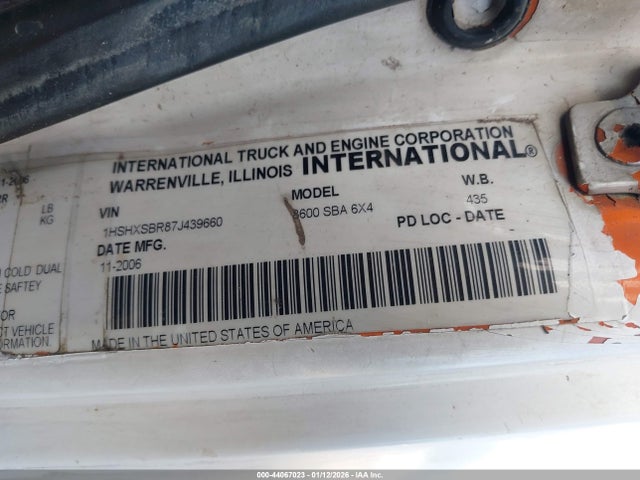 INTERNATIONAL TRUCK AND ENGINE CORPORATION
WARRENVILLE, ILLINOIS INTERNATIONAL®
VIN MODEL W.B.
1HSHXSBR87J439660 8600 SBA 6X4 435
DATE MFG. PD LOC - DATE
11-2006
MADE IN THE UNITED STATES OF AMERICA
LB
KG
COLD DUAL
SAFTEY
VEHICLE
000-44067023 - 01/12/2026 - IAA Inc.